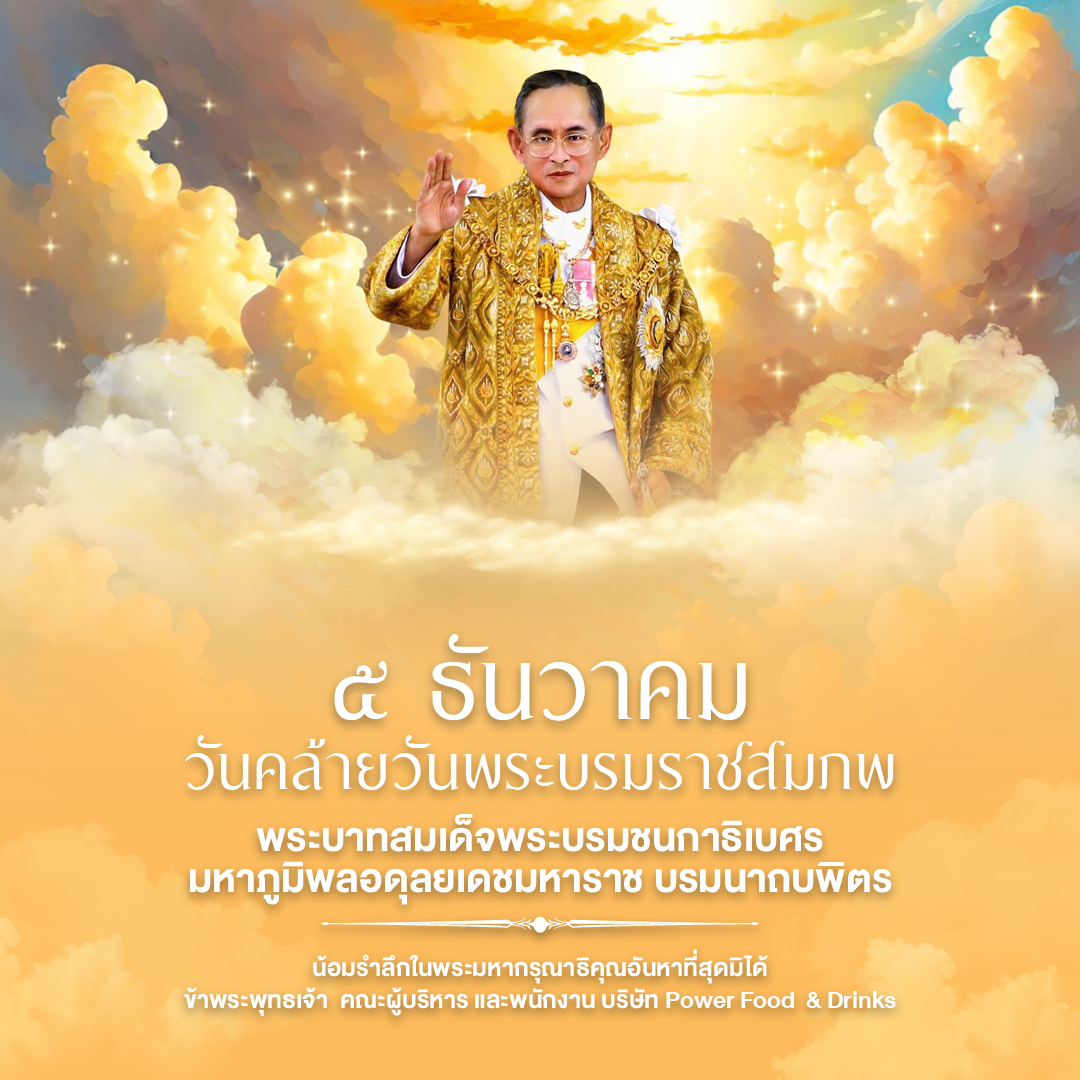 ๕ ธันวาคม
วันคล้ายวันพระบรมราชสมภพ
พระบาทสมเด็จพระบรมชนกาธิเบศร
มหาภูมิพลอดุลยเดชมหาราช บรมนาถบพิตร
น้อมรำลึกในพระมหากรุณาธิคุณอันหาที่สุดมิได้
ข้าพระพุทธเจ้า คณะผู้บริหาร และพนักงาน บริษัท Power Food & Drinks